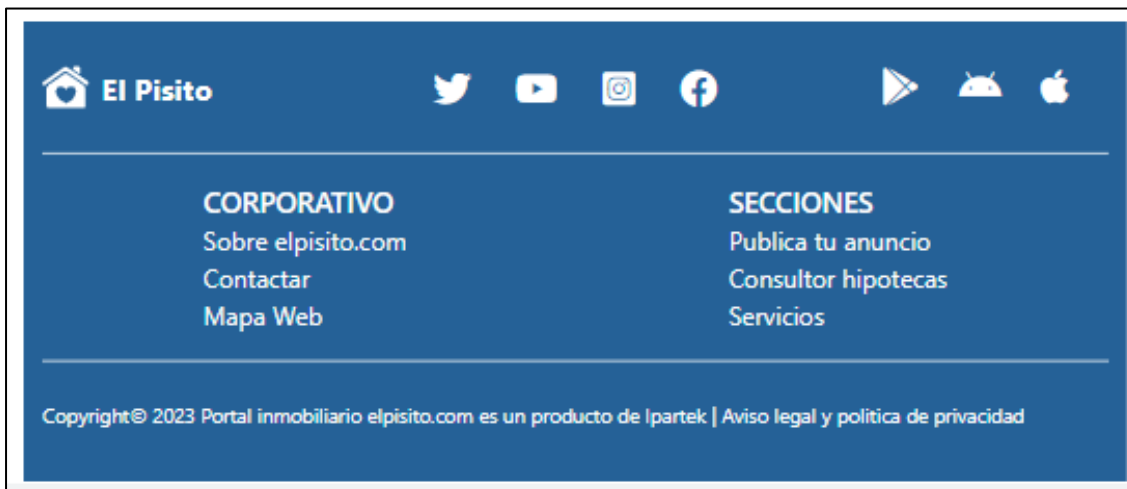 El Pisito
CORPORATIVO
Sobre elpisito.com
Contactar
Mapa Web
SECCIONES
Publica tu anuncio
Consultor hipotecas
Servicios
Copyright© 2023 Portal inmobiliario elpisito.com es un producto de Ipartek | Aviso legal y politica de privacidad